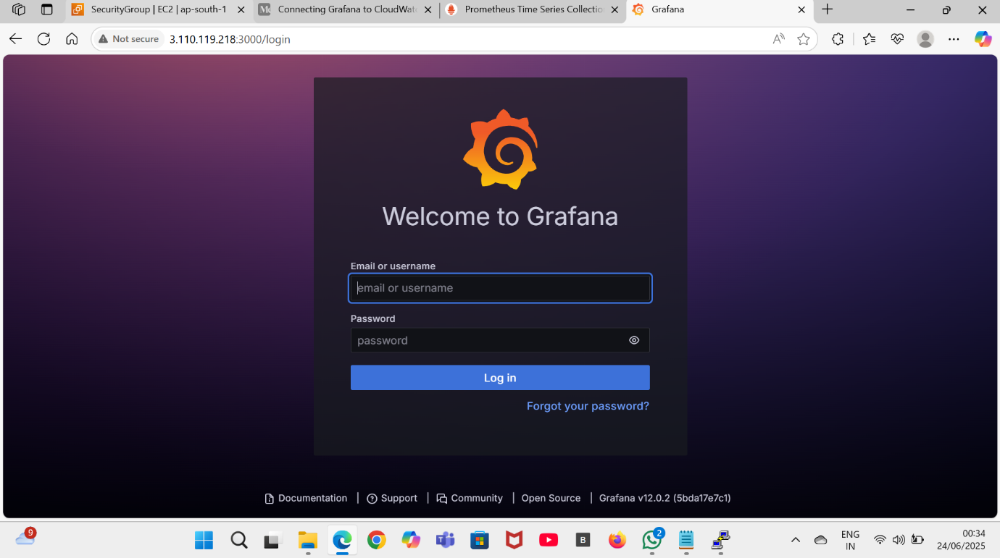 SecurityGroup | EC2 | ap-south-1
Connecting Grafana to CloudWat
Prometheus Time Series Collectio
Grafana
Not secure
3.110.119.218:3000/login
Welcome to Grafana
Email or username
email or username
Password
password
Log in
Forgot your password?
Documentation | Support | Community | Open Source | Grafana v12.0.2 (5bda17e7c1)
9
B
2
ENG
IN
00:34
24/06/2025